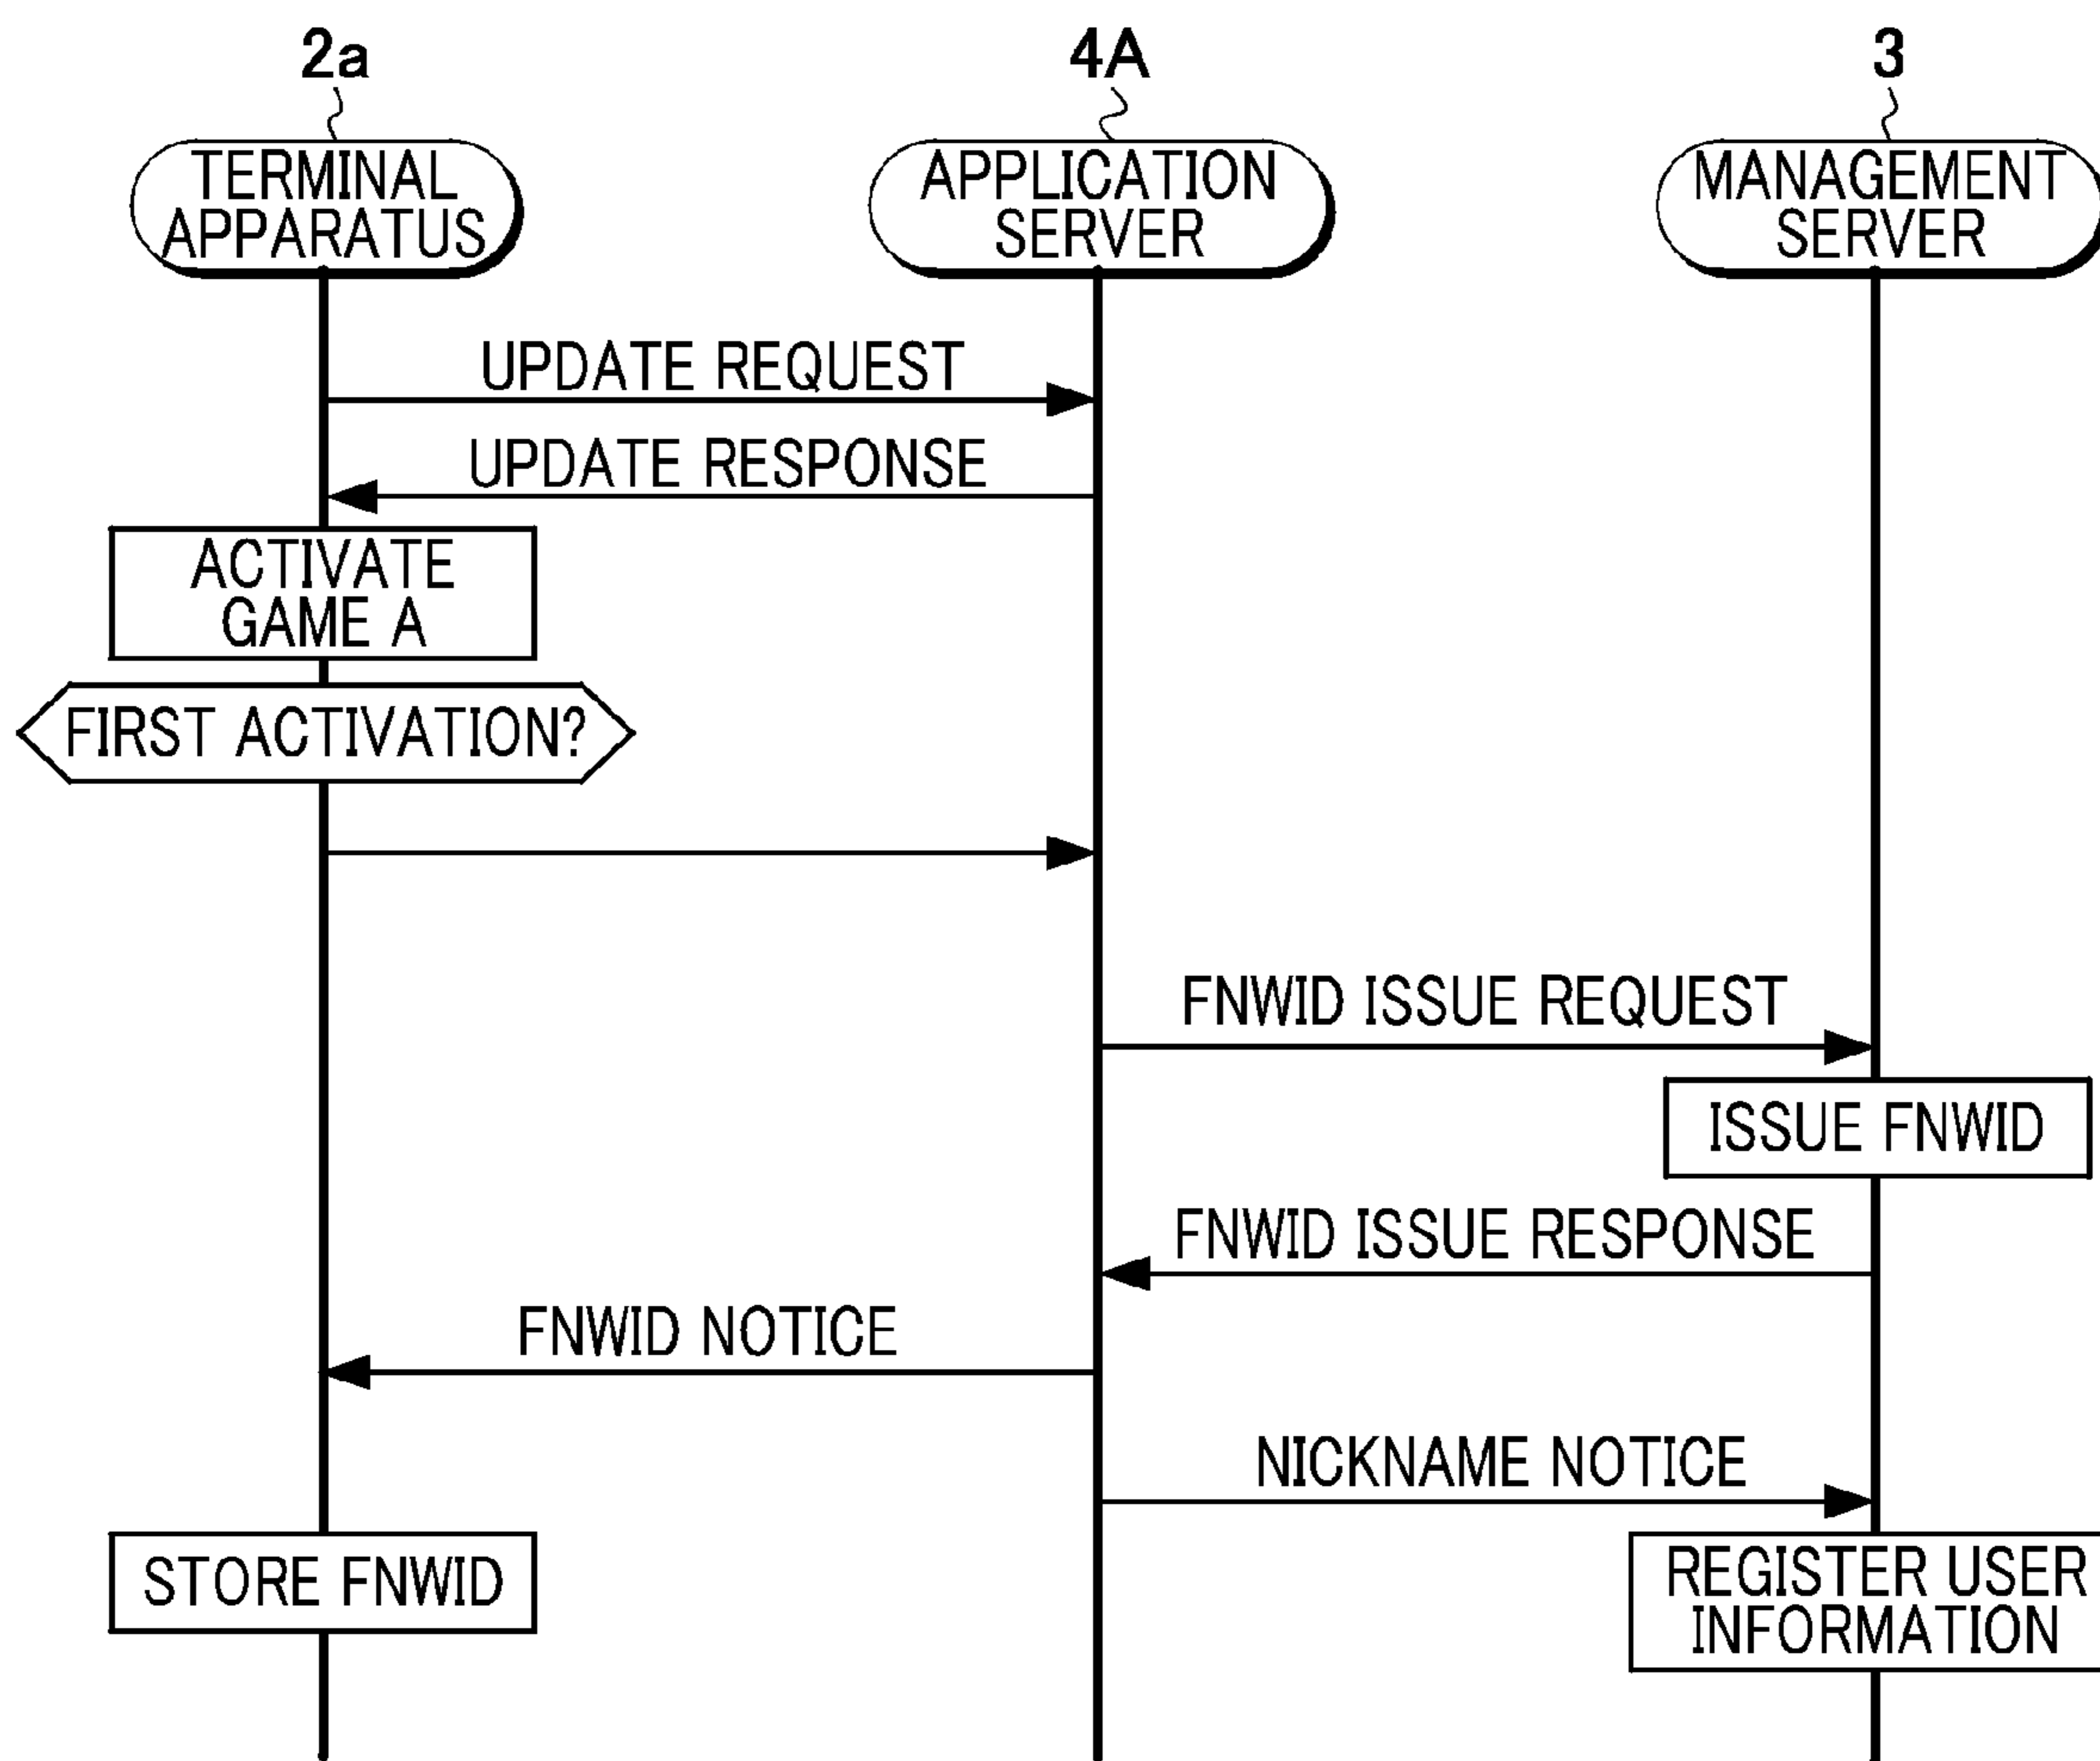 2a
4A
3
TERMINAL
APPARATUS
APPLICATION
SERVER
MANAGEMENT
SERVER
UPDATE REQUEST
UPDATE RESPONSE
ACTIVATE
GAME A
FIRST ACTIVATION?
FNWID ISSUE REQUEST
ISSUE FNWID
FNWID ISSUE RESPONSE
FNWID NOTICE
NICKNAME NOTICE
STORE FNWID
REGISTER USER
INFORMATION